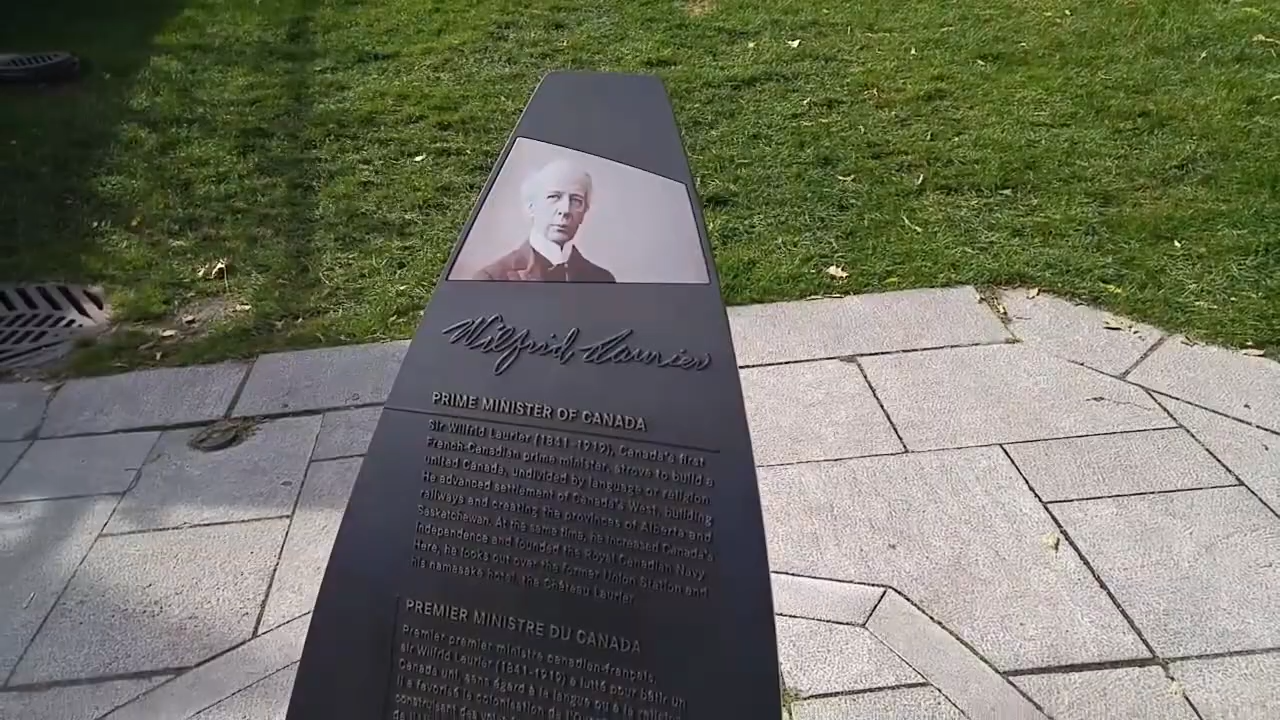 Wilfrid Laurier
PRIME MINISTER OF CANADA
Sir Wilfrid Laurier (1841-1919), Canada's first
French-Canadian prime minister, strove to build a
united Canada, undivided by language or religion
He advanced settlement of Canada's West, building
railways and creating the provinces of Alberta and
Saskatchewan. At the same time, he increased Canada's
independence and founded the Royal Canadian Navy
Here, he looks out over the former Union Station and
his namesake hotel, the Château Laurier.
PREMIER MINISTRE DU CANADA
Premier premier ministre canadien-français,
sir Wilfrid Laurier (1841-1919) a lutté pour bâtir un
Canada uni, sans égard à la langue ou à la religion
Il a favorisé la colonisation de
construisant des